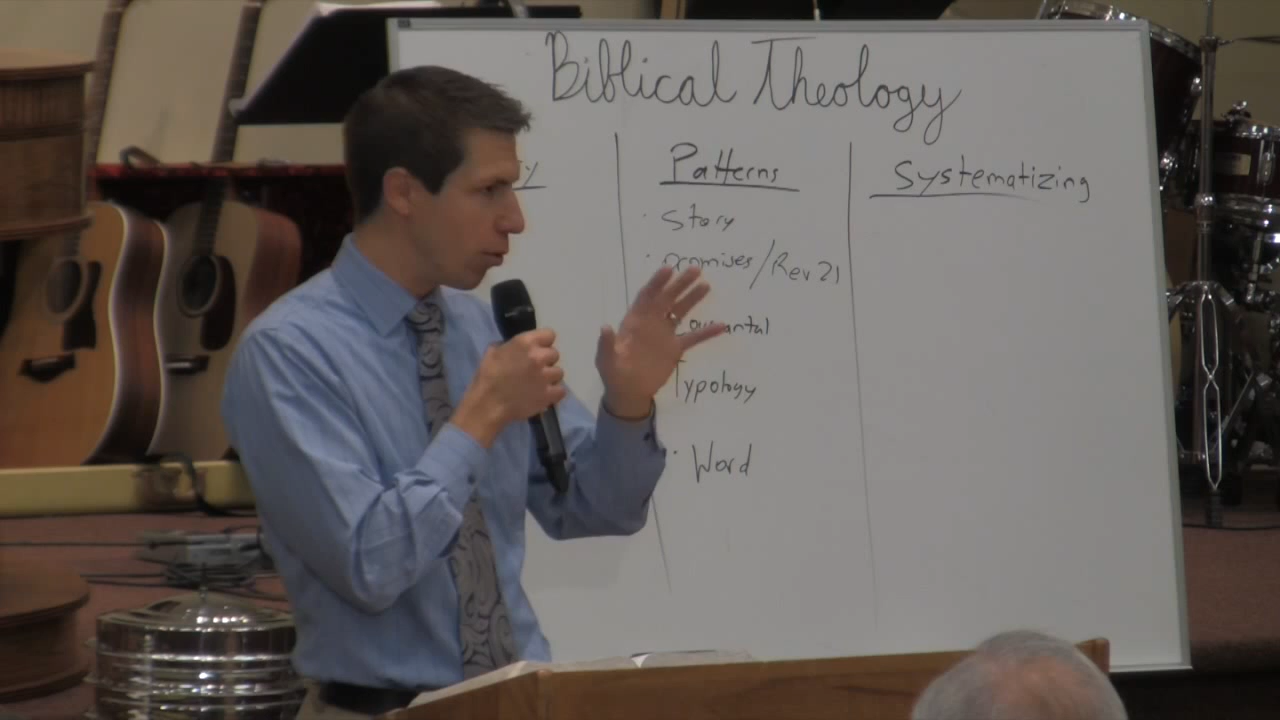 Biblical Theology
Patterns
Systematizing
· Story
· promises/Rev 21
Typology
· Word